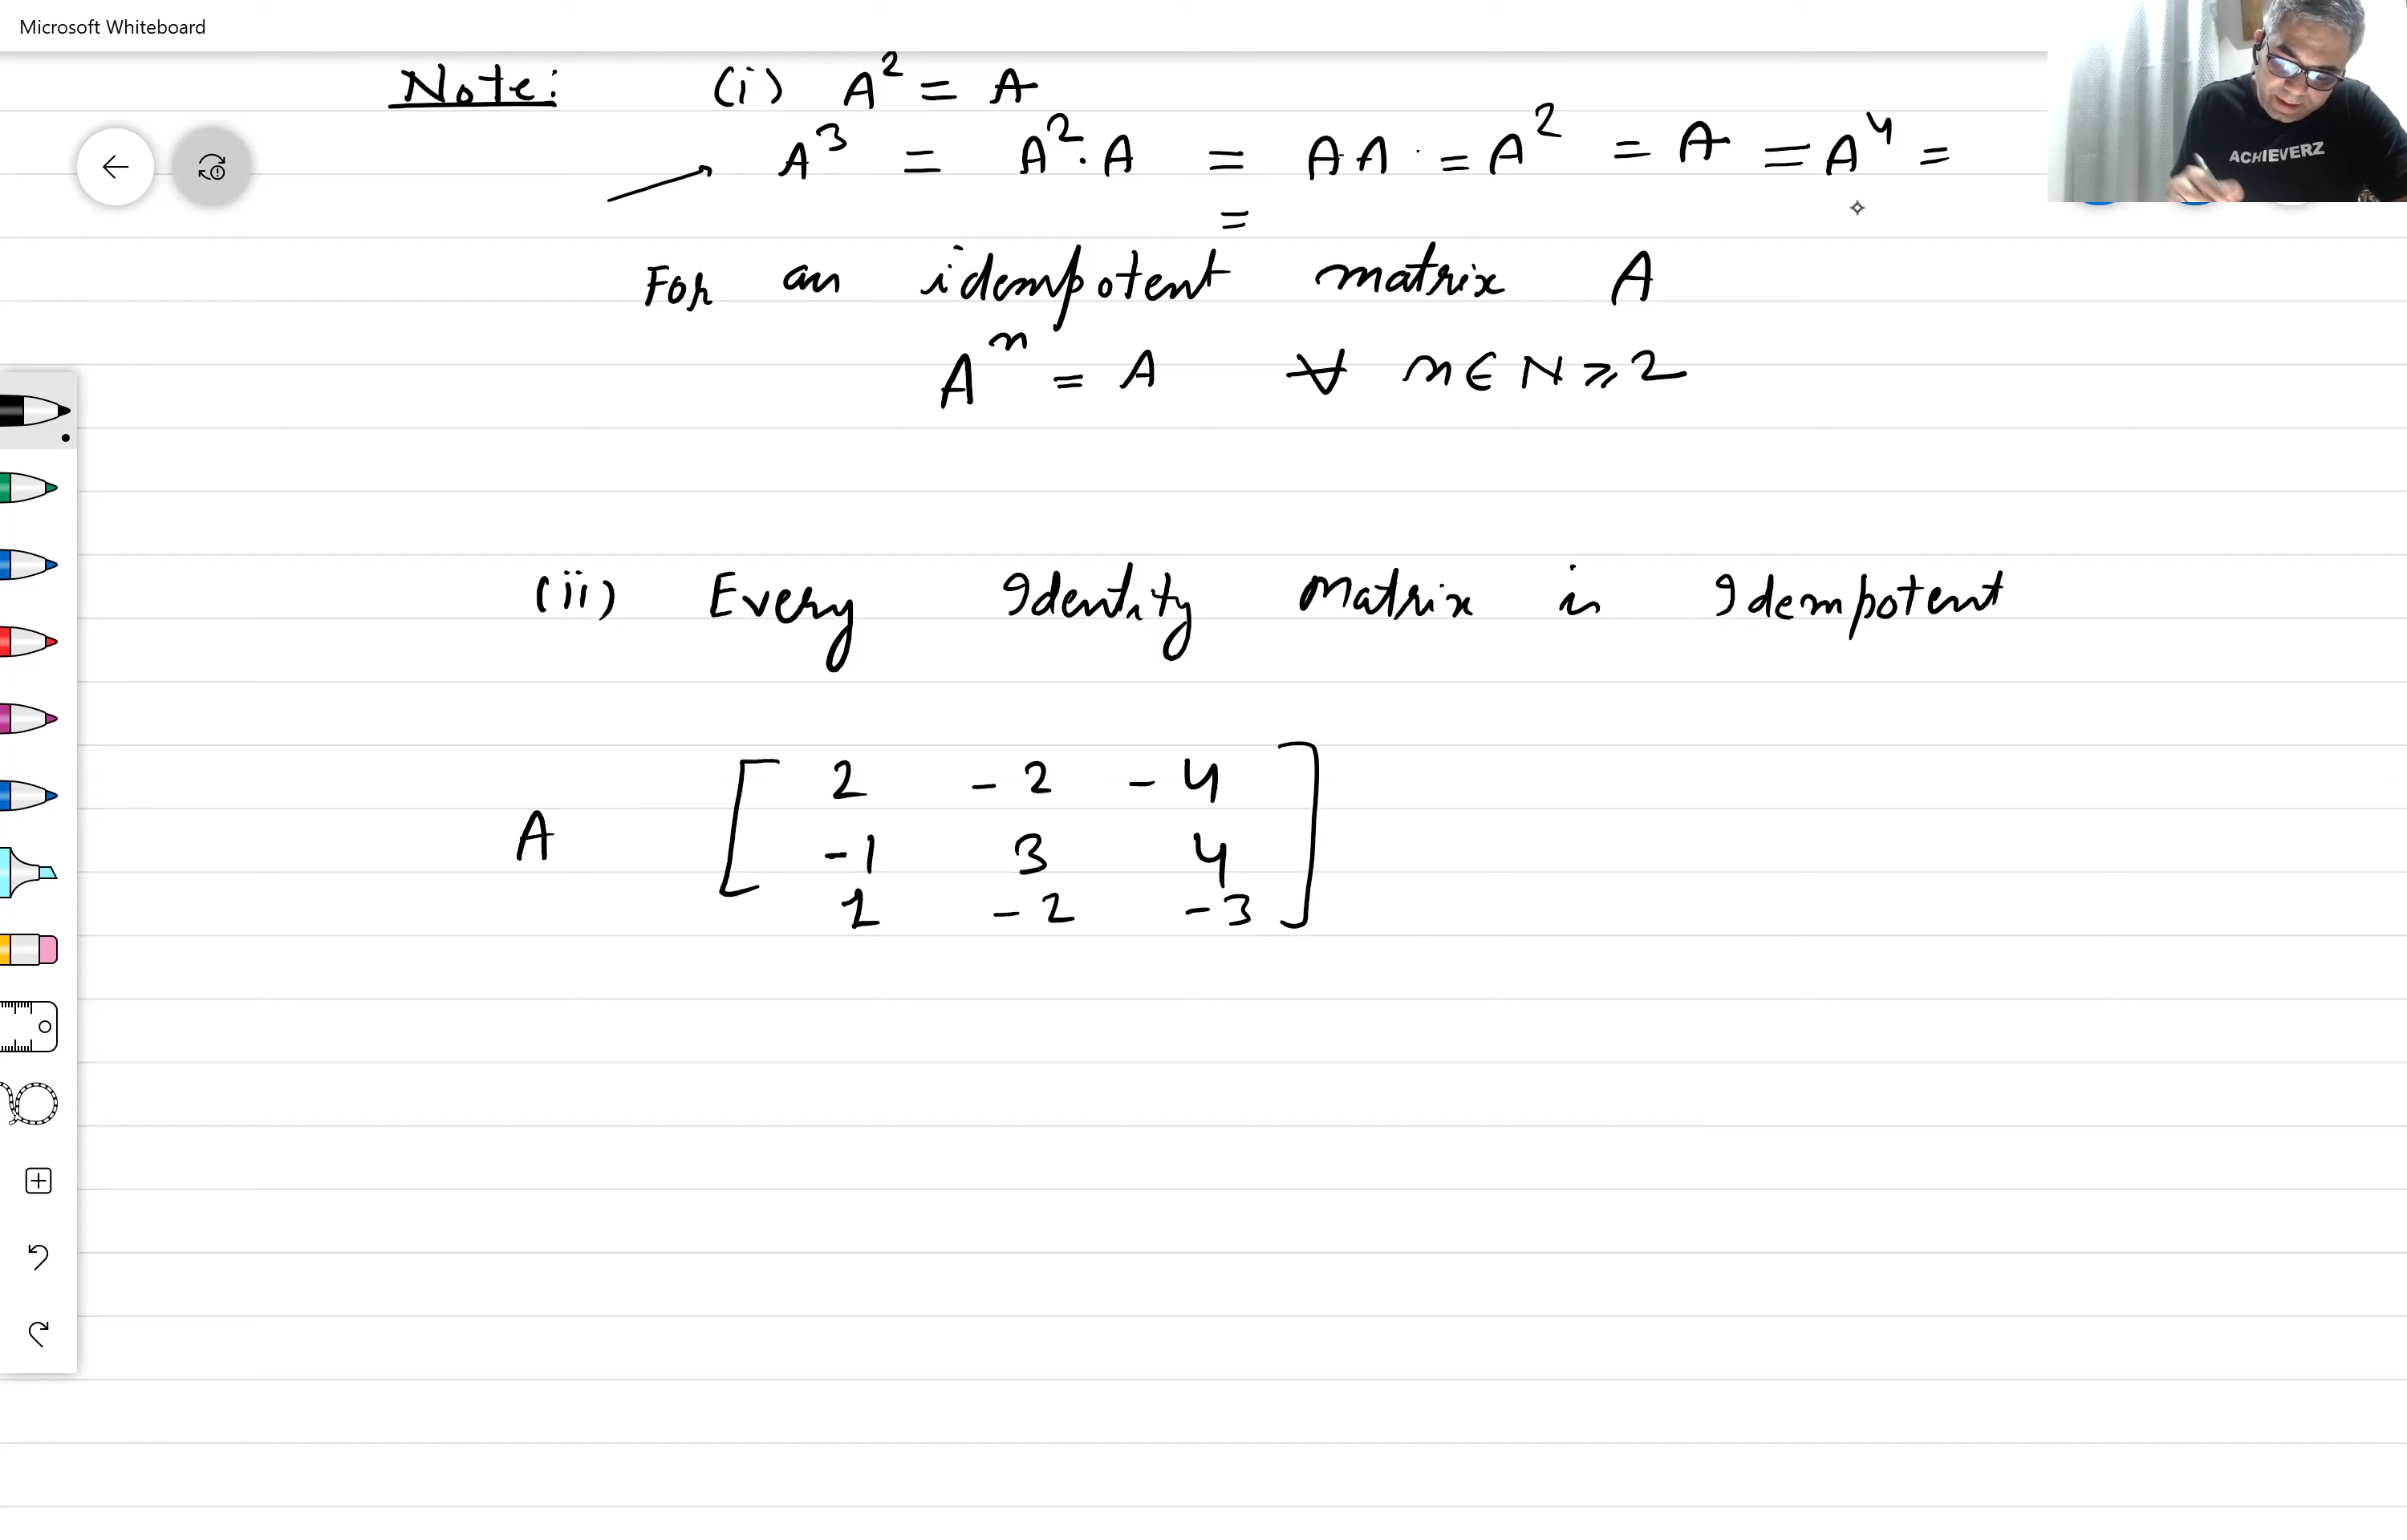 Microsoft Whiteboard
Note: (i) A² = A
A³ = A²·A = AA · = A² = A = A⁴ =
=
ACHIEVERZ
For an idempotent matrix A
Aⁿ = A ∀ n ∈ N ⩾ 2
(ii) Every Identity Matrix is Idempotent
A [ 2 -2 -4
-1 3 4
1 -2 -3 ]